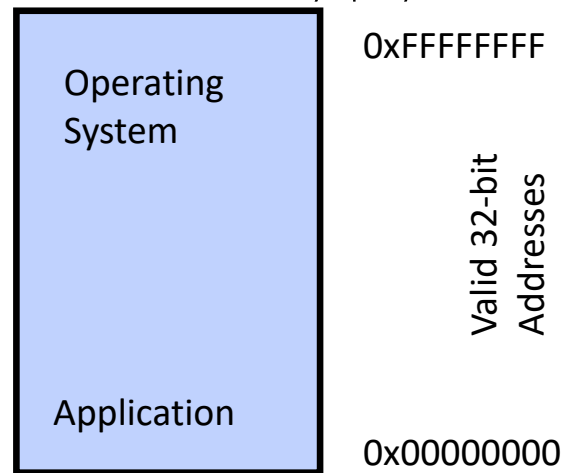 0xFFFFFFFF
Operating
System
Valid 32-bit
Addresses
Application
0x00000000